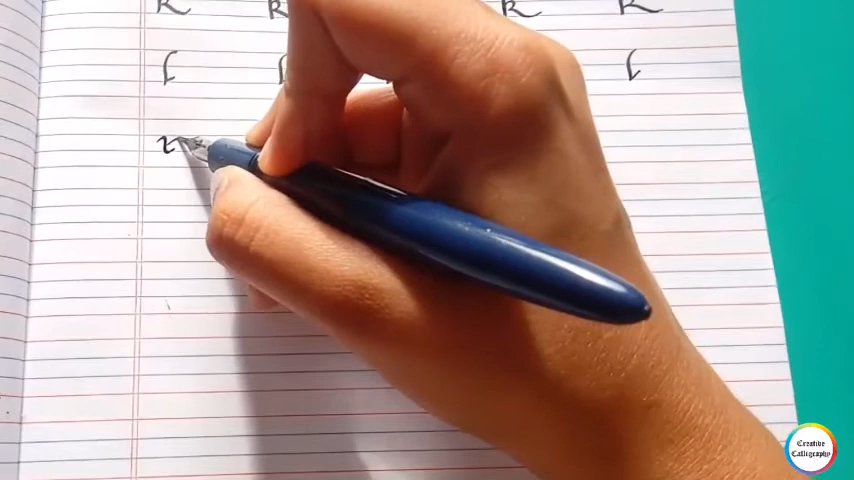 k k k k
l l l
Creative
Calligraphy